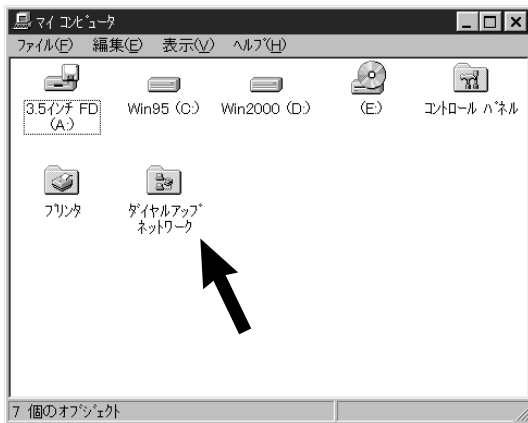 マイ コンピュータ
ファイル(F) 編集(E) 表示(V) ヘルプ(H)
3.5インチ FD
(A:)
Win95 (C:)
Win2000 (D:)
(E:)
コントロール パネル
プリンタ
ダイヤルアップ
ネットワーク
7 個のオブジェクト